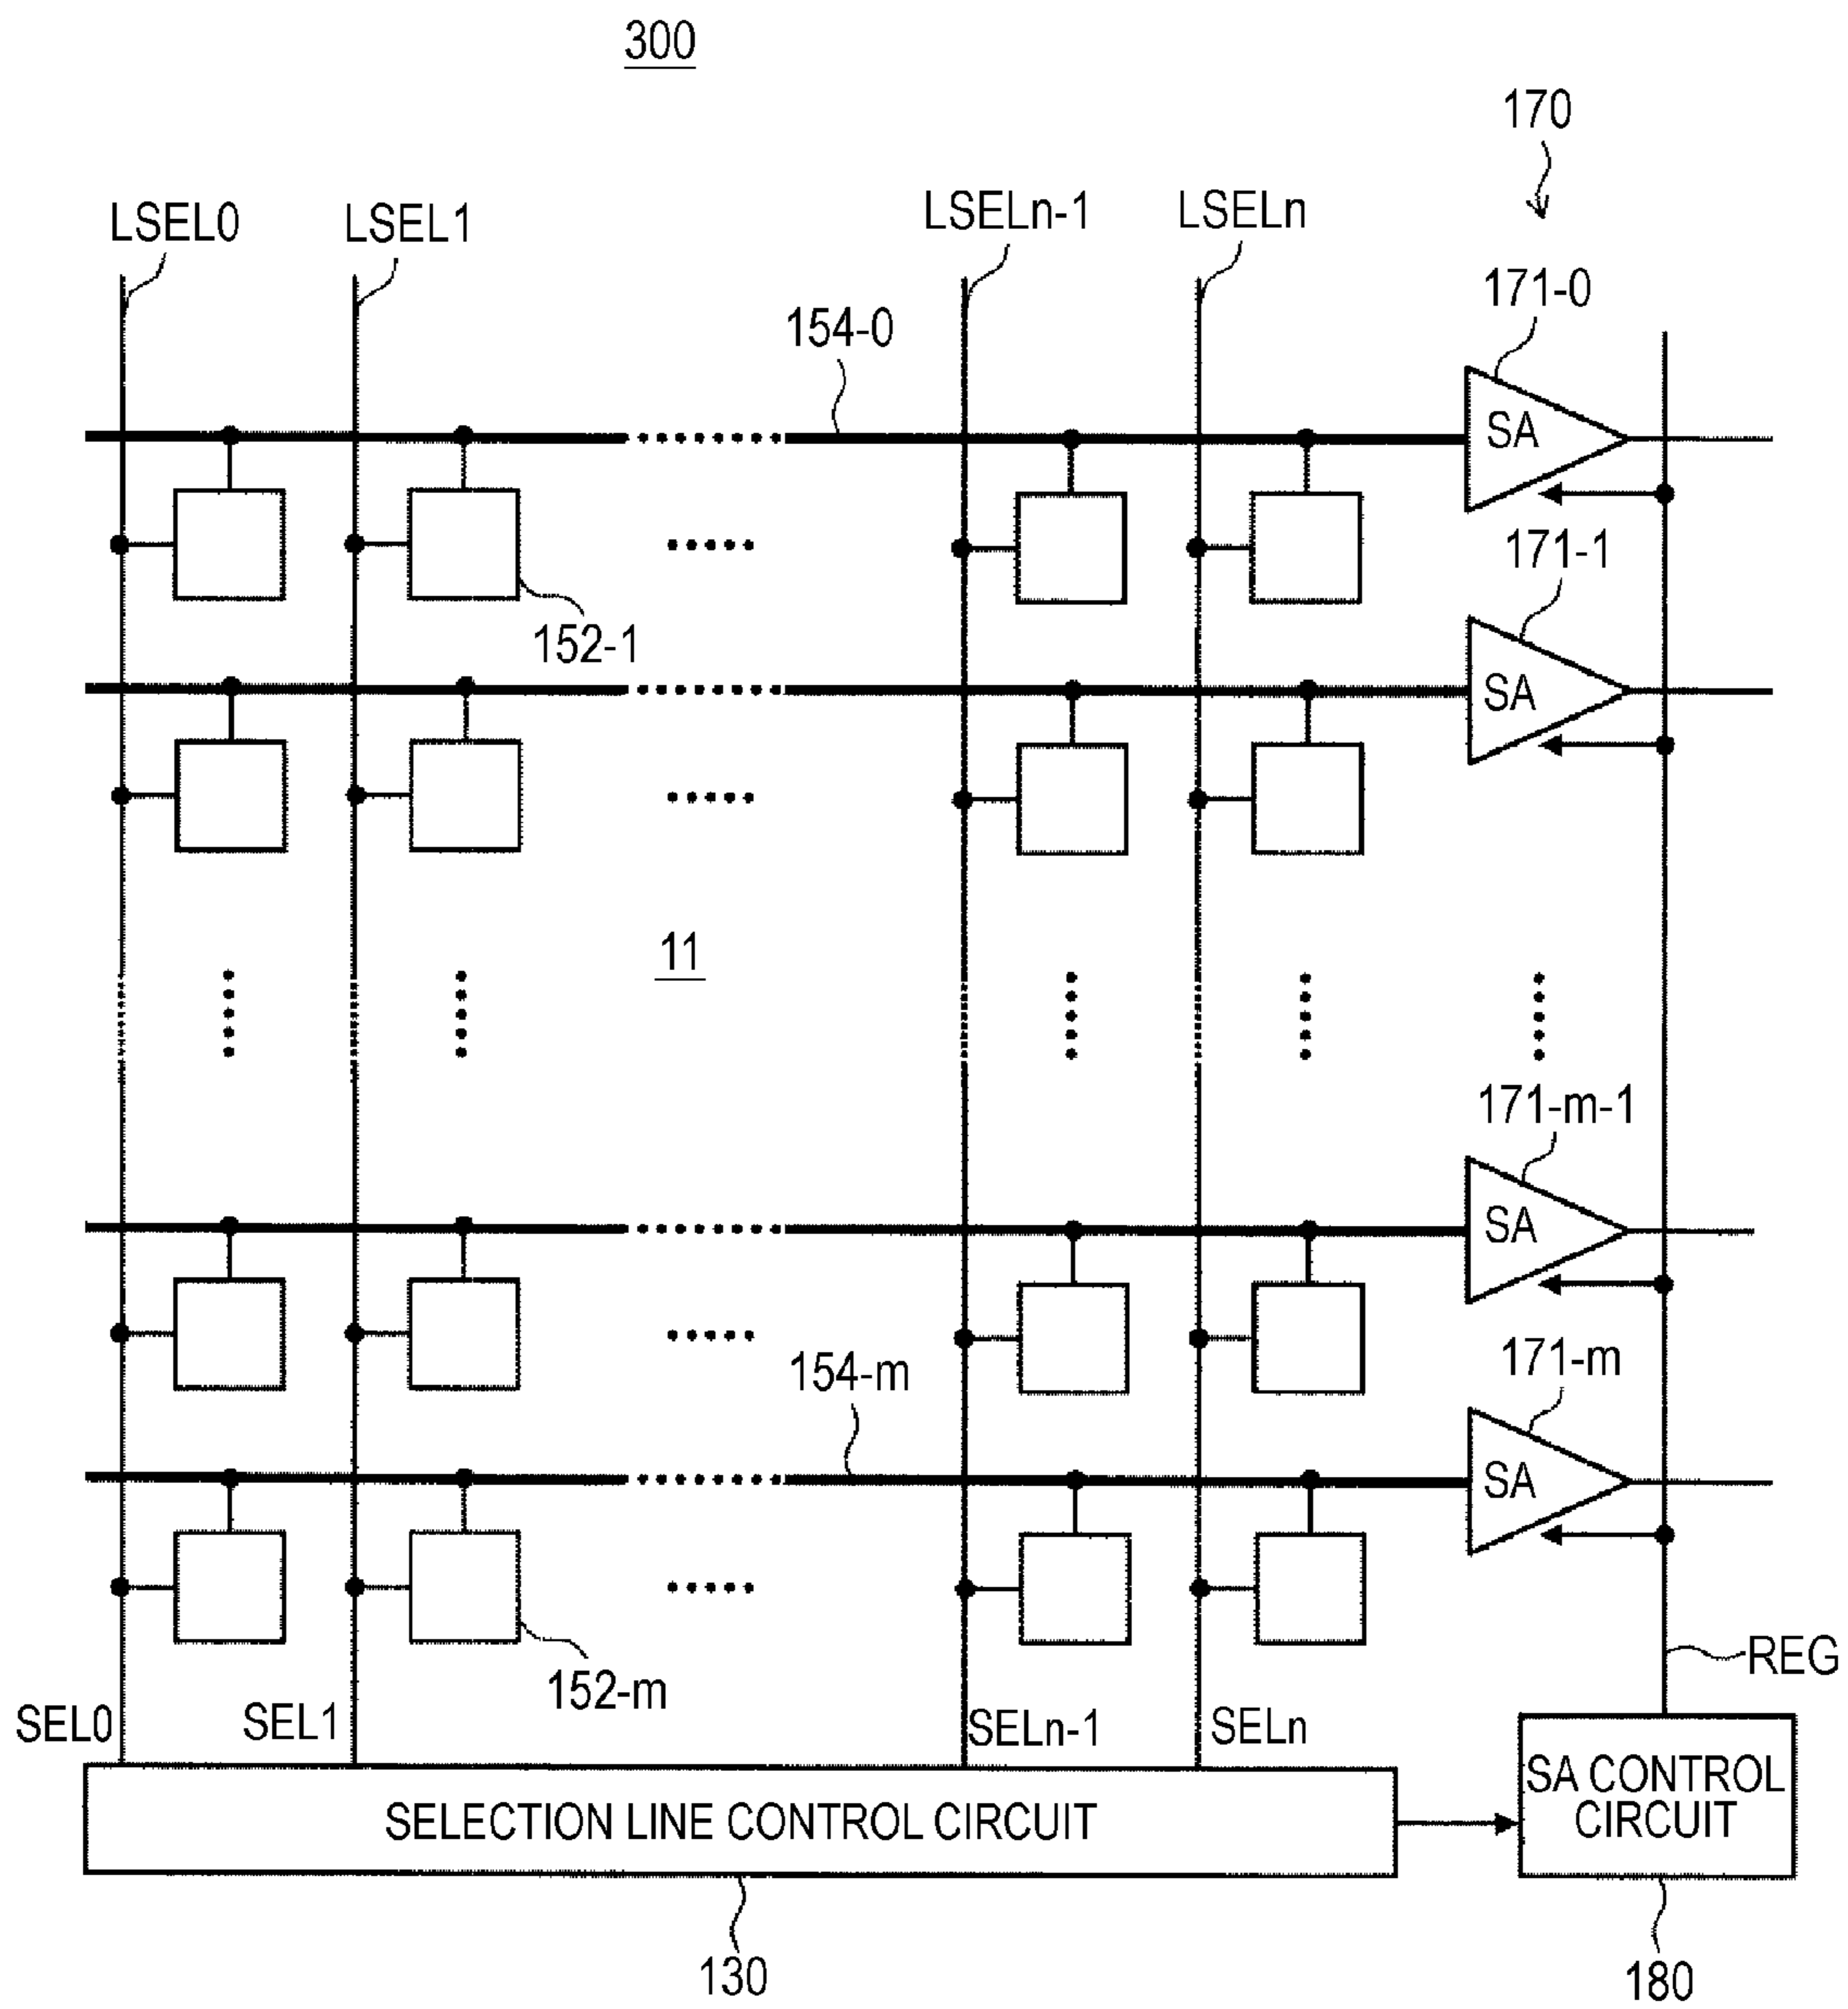 300
170
LSEL0
LSEL1
LSELn-1
LSELn
171-0
154-0
SA
171-1
152-1
SA
11
171-m-1
SA
154-m
171-m
SA
152-m
REG
SEL0
SEL1
SELn-1
SELn
SELECTION LINE CONTROL CIRCUIT
SA CONTROL
CIRCUIT
130
180